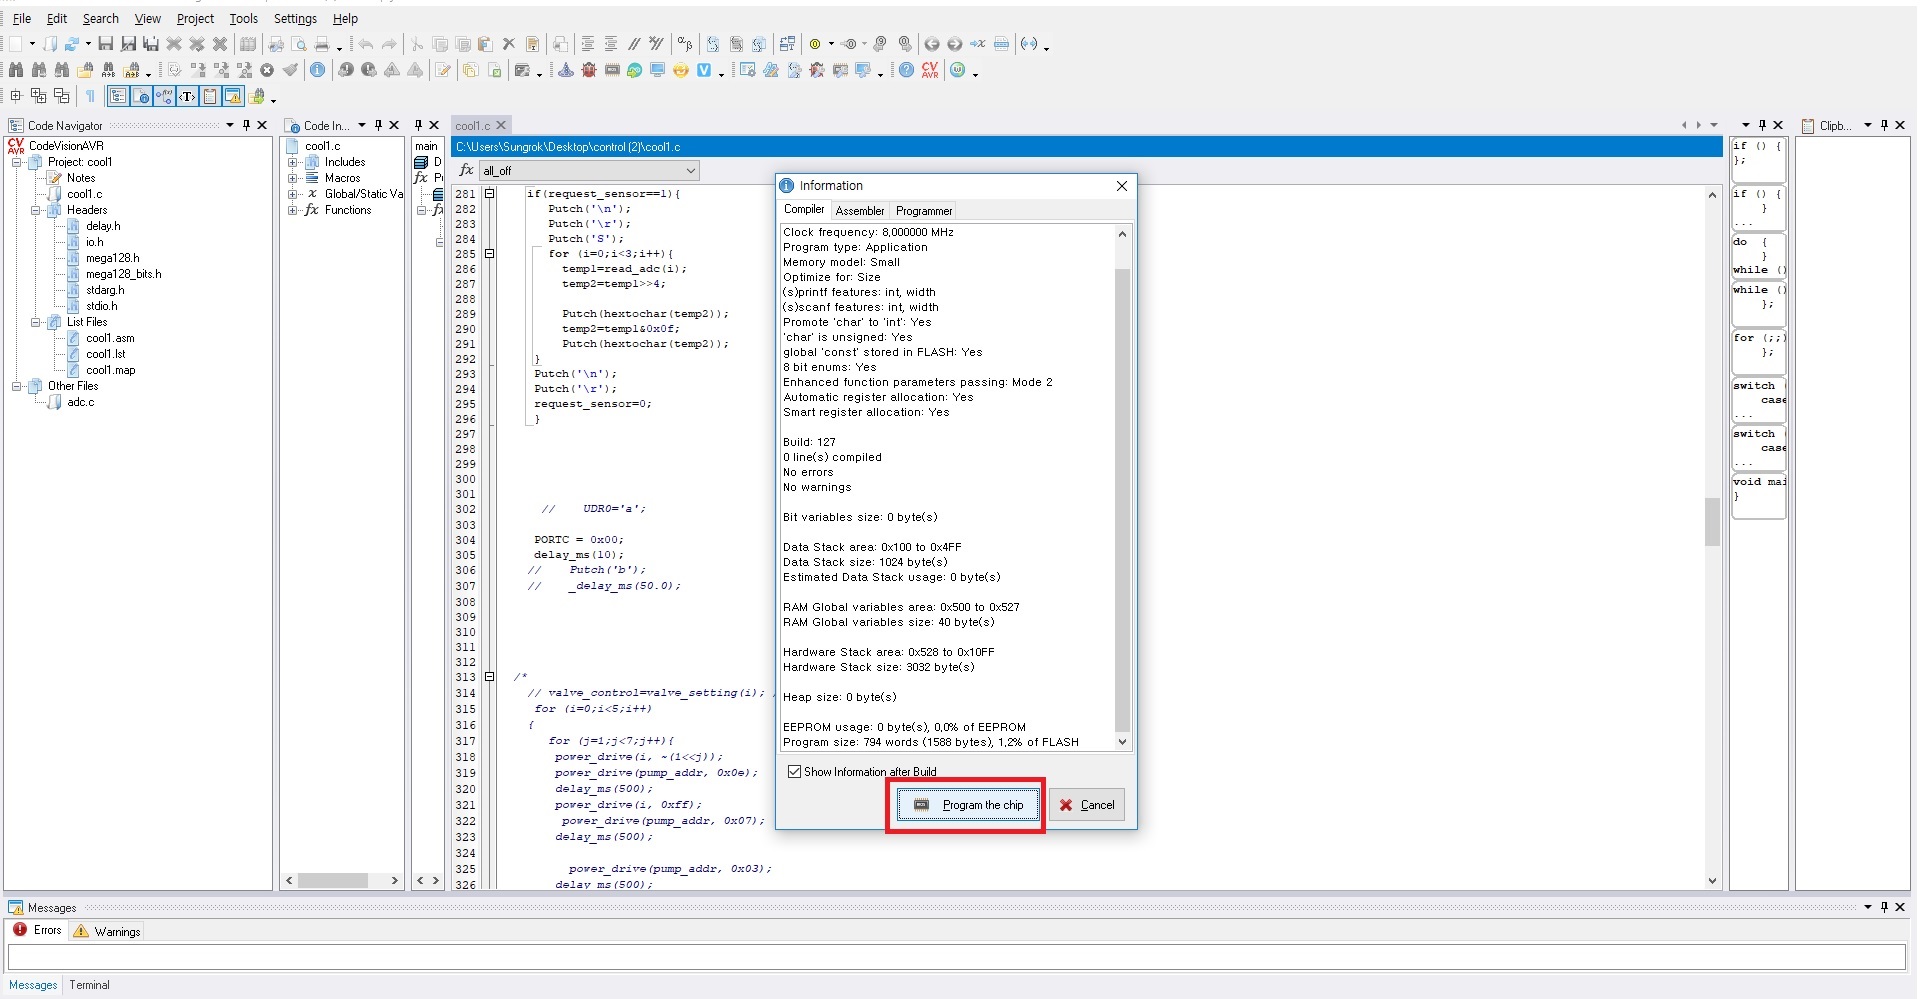 File Edit Search View Project Tools Settings Help
Code Navigator
CodeVisionAVR
Project: cool1
Notes
cool1.c
Headers
delay.h
io.h
mega128.h
mega128_bits.h
stdarg.h
stdio.h
List Files
cool1.asm
cool1.lst
cool1.map
Other Files
adc.c
Code In...
cool1.c
Includes
Macros
Global/Static Va
Functions
main
cool1.c
C:\Users\Sungrok\Desktop\control (2)\cool1.c
fx all_off
281 if(request_sensor==1){
282 Putch('\n');
283 Putch('\r');
284 Putch('S');
285 for (i=0;i<3;i++){
286 temp1=read_adc(i);
287 temp2=temp1>>4;
288
289 Putch(hextochar(temp2));
290 temp2=temp1&0x0f;
291 Putch(hextochar(temp2));
292 }
293 Putch('\n');
294 Putch('\r');
295 request_sensor=0;
296 }
297
298
299
300
301
302 // UDR0='a';
303
304 PORTC = 0x00;
305 delay_ms(10);
306 // Putch('b');
307 // _delay_ms(50.0);
308
309
310
311
312
313 /*
314 // valve_control=valve_setting(i);
315 for (i=0;i<5;i++)
316 {
317 for (j=1;j<7;j++){
318 power_drive(i, ~(1<<j));
319 power_drive(pump_addr, 0x0e);
320 delay_ms(500);
321 power_drive(i, 0xff);
322 power_drive(pump_addr, 0x07);
323 delay_ms(500);
324
325 power_drive(pump_addr, 0x03);
326 delay_ms(500);
Information
Compiler Assembler Programmer
Clock frequency: 8,000000 MHz
Program type: Application
Memory model: Small
Optimize for: Size
(s)printf features: int, width
(s)scanf features: int, width
Promote 'char' to 'int': Yes
'char' is unsigned: Yes
global 'const' stored in FLASH: Yes
8 bit enums: Yes
Enhanced function parameters passing: Mode 2
Automatic register allocation: Yes
Smart register allocation: Yes
Build: 127
0 line(s) compiled
No errors
No warnings
Bit variables size: 0 byte(s)
Data Stack area: 0x100 to 0x4FF
Data Stack size: 1024 byte(s)
Estimated Data Stack usage: 0 byte(s)
RAM Global variables area: 0x500 to 0x527
RAM Global variables size: 40 byte(s)
Hardware Stack area: 0x528 to 0x10FF
Hardware Stack size: 3032 byte(s)
Heap size: 0 byte(s)
EEPROM usage: 0 byte(s), 0,0% of EEPROM
Program size: 794 words (1588 bytes), 1,2% of FLASH
Show Information after Build
Program the chip
Cancel
if () {
};
if () {
}
...
do {
}
while ()
while ()
};
for (;;)
};
switch (
case
...
switch (
case
...
void mai
}
Clipb...
Messages
Errors Warnings
Messages Terminal